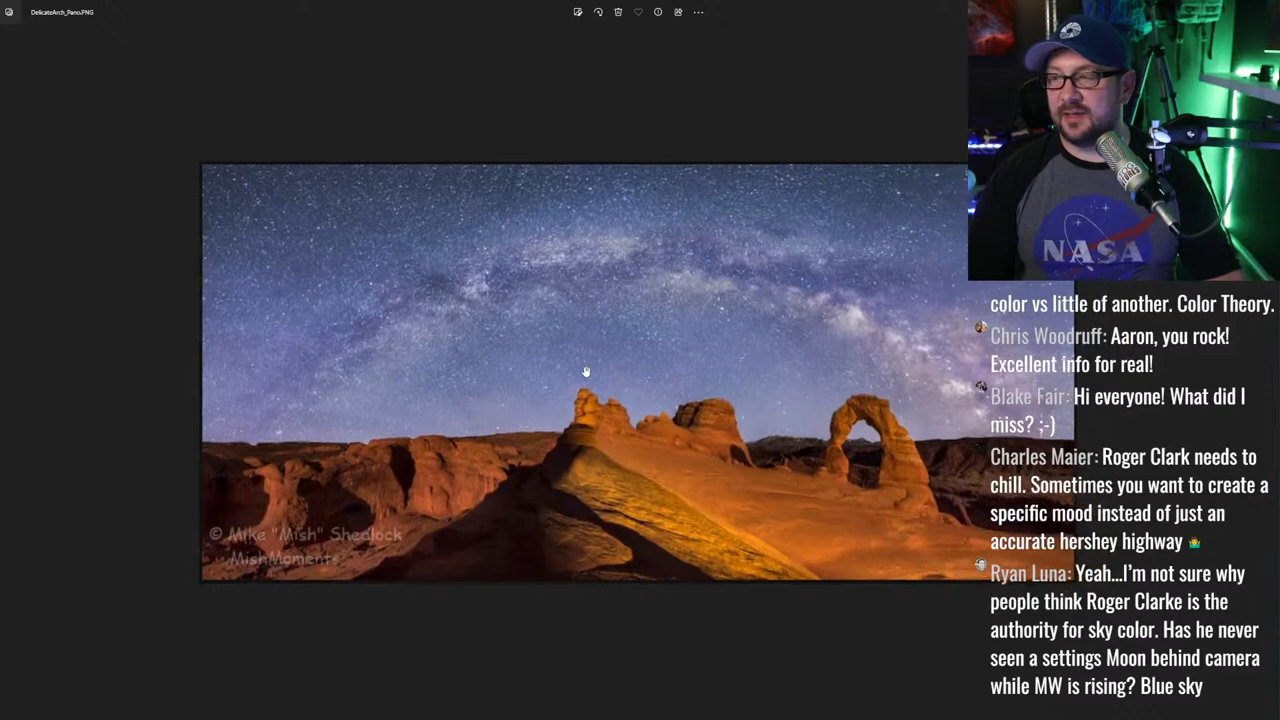 DelicateArch_Pano.PNG
NASA
© Mike "Mish" Shedlock
MishMoments
color vs little of another. Color Theory.
Chris Woodruff: Aaron, you rock!
Excellent info for real!
Blake Fair: Hi everyone! What did I
miss? ;-)
Charles Maier: Roger Clark needs to
chill. Sometimes you want to create a
specific mood instead of just an
accurate hershey highway
Ryan Luna: Yeah...I'm not sure why
people think Roger Clarke is the
authority for sky color. Has he never
seen a settings Moon behind camera
while MW is rising? Blue sky